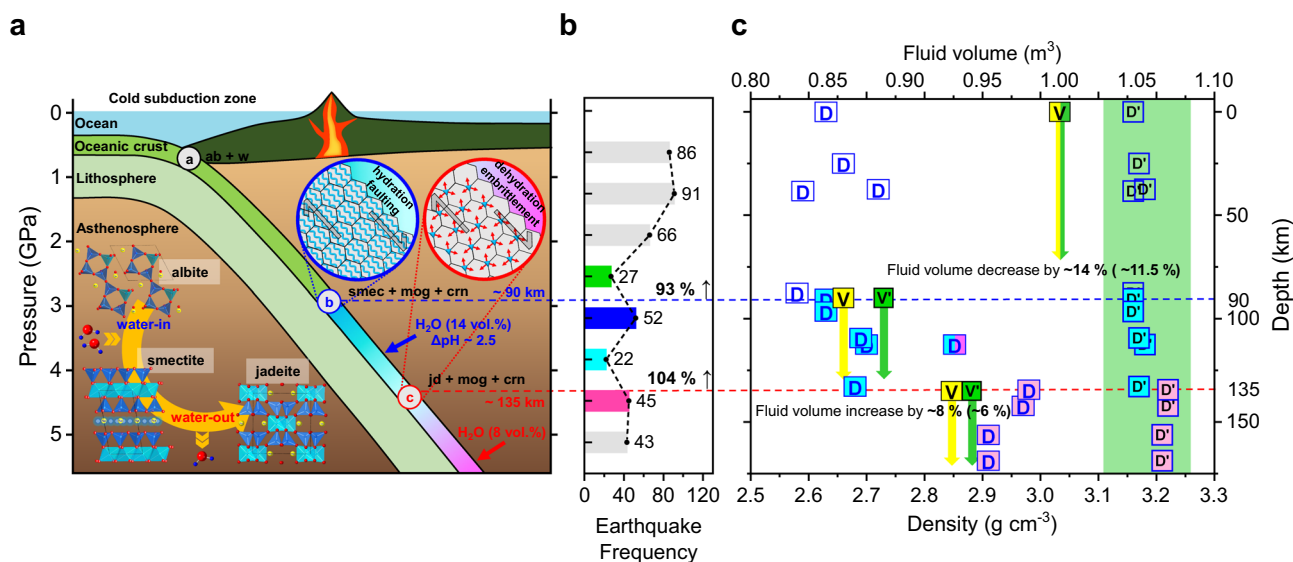 a
Cold subduction zone
Ocean
Oceanic crust
Lithosphere
Asthenosphere
a
ab + w
hydration
faulting
dehydration
embrittlement
albite
water-in
smectite
jadeite
water-out
b
smec + mog + crn
~ 90 km
H₂O (14 vol.%)
ΔpH ~ 2.5
jd + mog + crn
c
~ 135 km
H₂O (8 vol.%)
Pressure (GPa)
0
1
2
3
4
5
b
86
91
66
27
93 % ↑
52
22
104 % ↑
45
43
0 40 80 120
Earthquake
Frequency
c
Fluid volume (m³)
0.80 0.85 0.90 0.95 1.00 1.05 1.10
D V D'
D D'
D D D' D'
Fluid volume decrease by ~14 % ( ~11.5 %)
D D'
D V V' D'
D D'
D D'
D D D'
D D'
V V' D D'
Fluid volume increase by ~8 % (~6 %)
D D'
D D'
D D'
0
50
90
100
135
150
Depth (km)
2.5 2.6 2.7 2.8 2.9 3.0 3.1 3.2 3.3
Density (g cm⁻³)